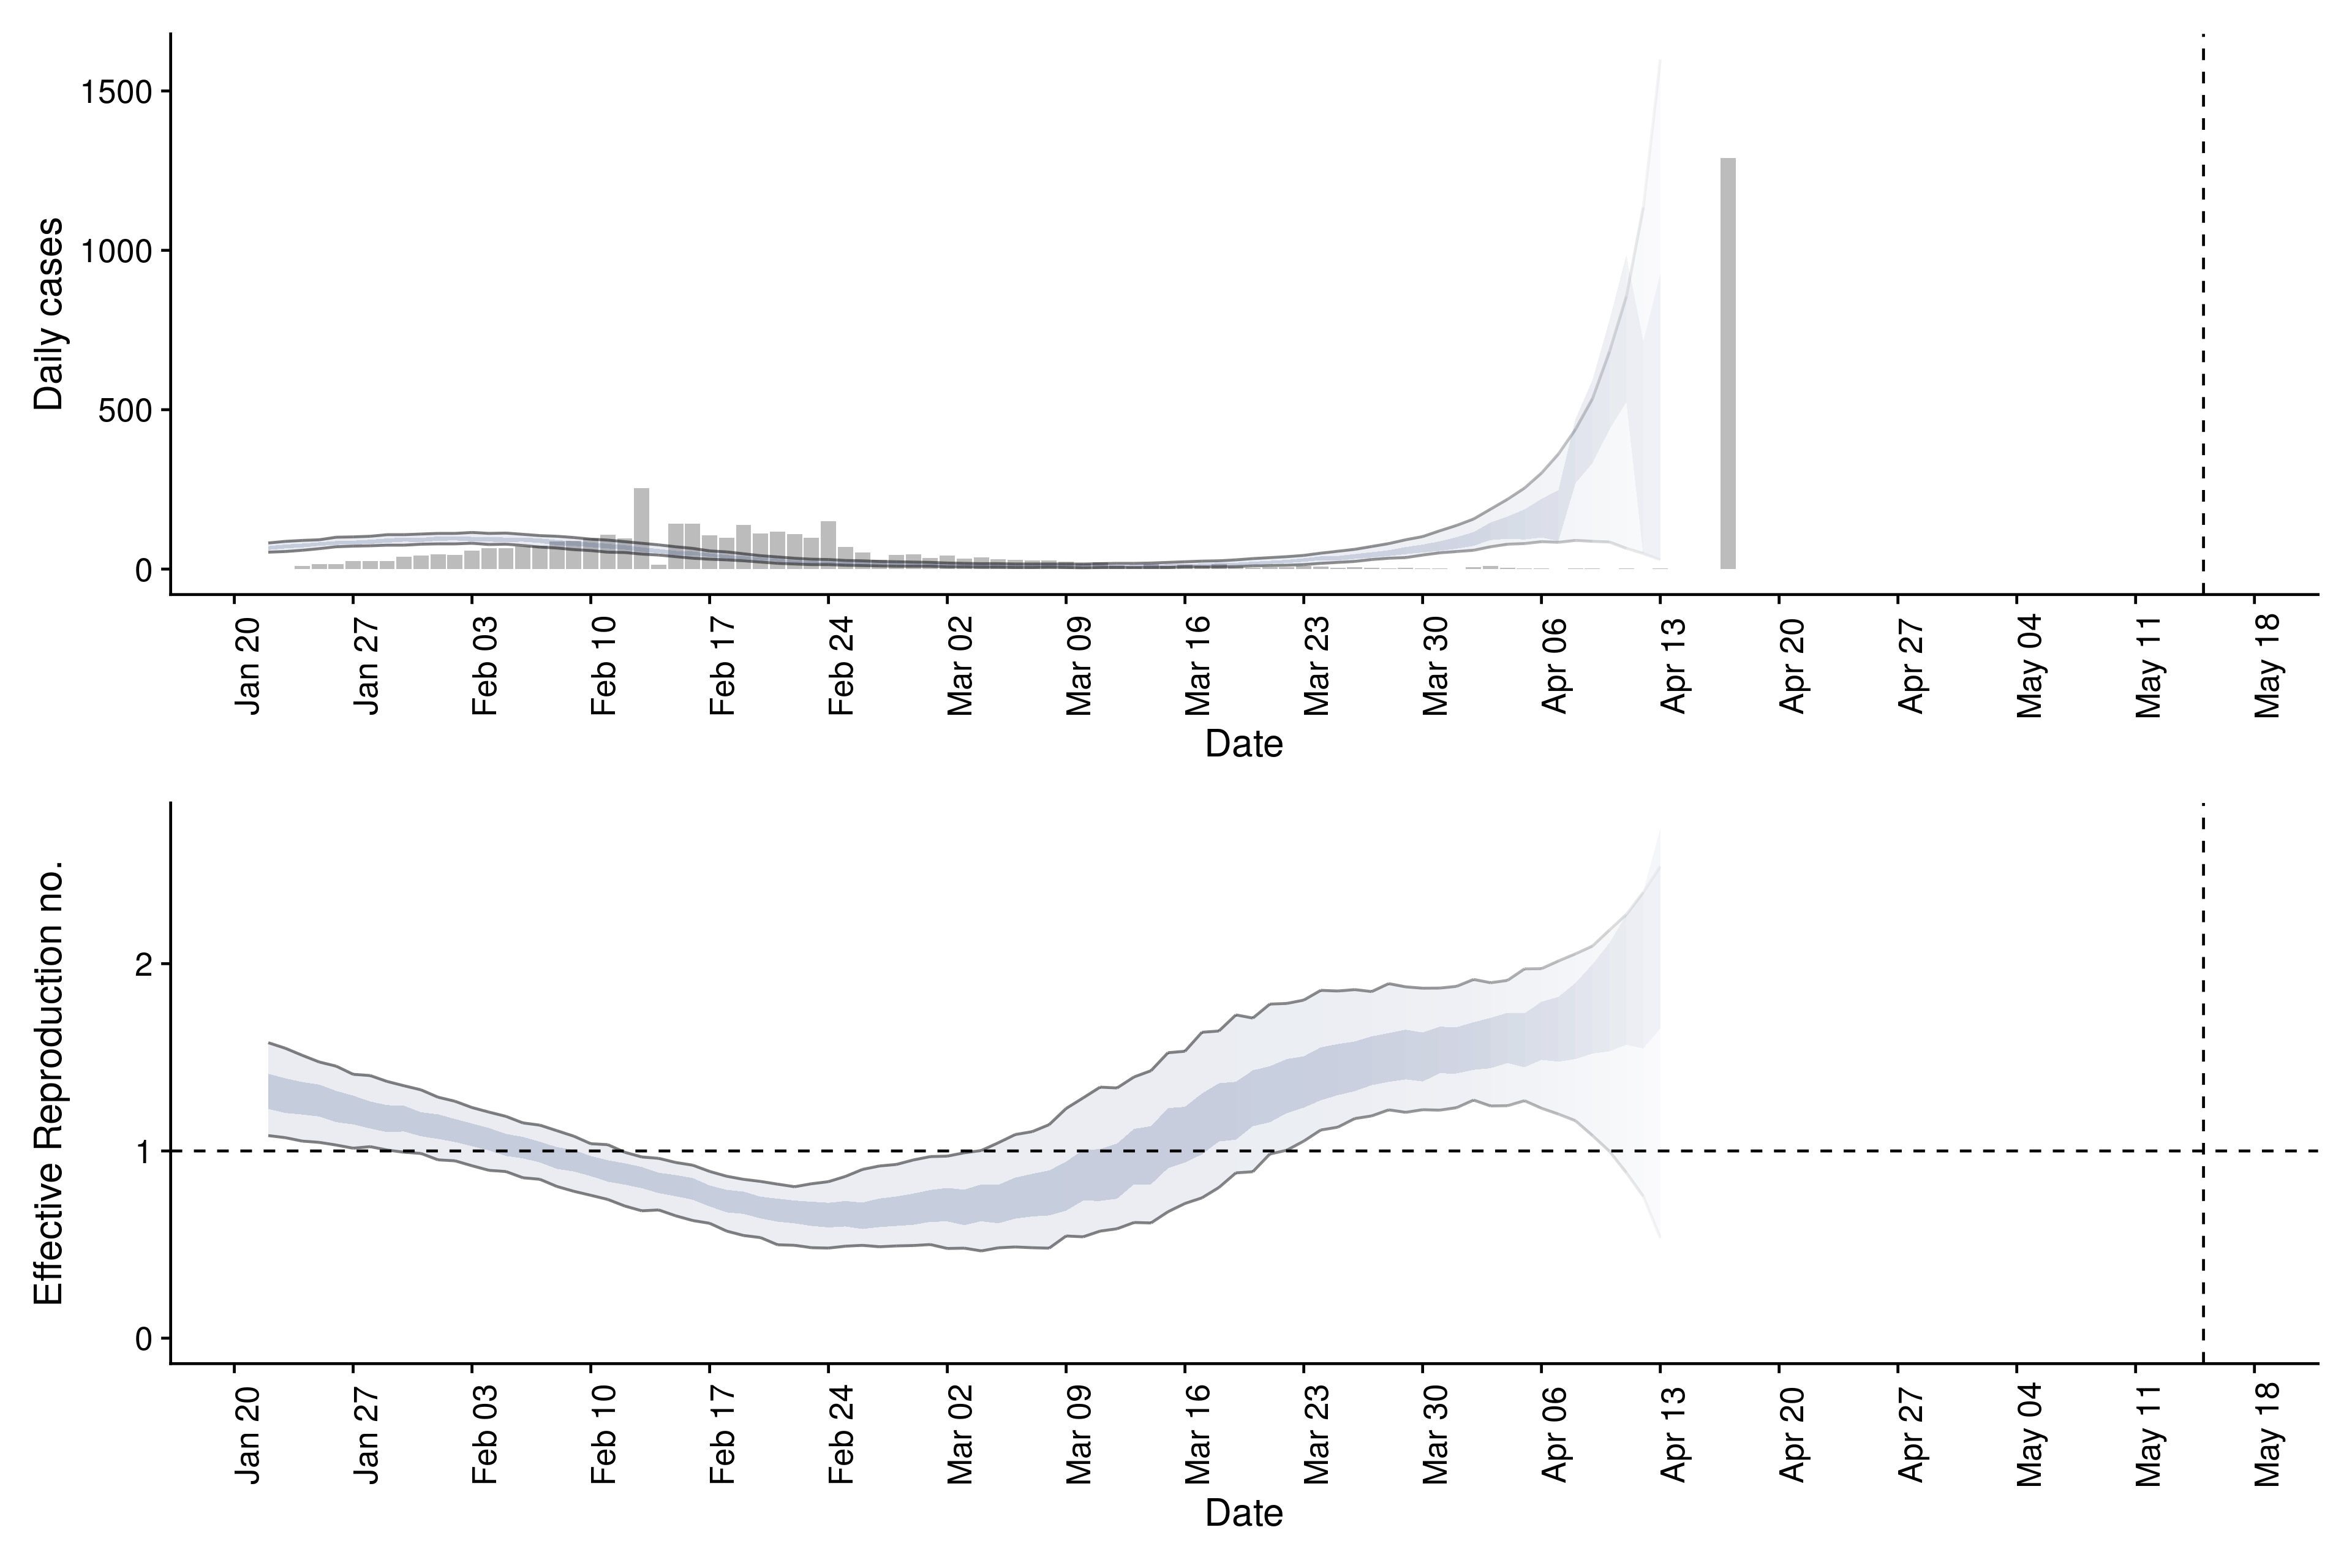 Daily cases
1500
1000
500
0
Jan 20
Jan 27
Feb 03
Feb 10
Feb 17
Feb 24
Mar 02
Mar 09
Mar 16
Mar 23
Mar 30
Apr 06
Apr 13
Apr 20
Apr 27
May 04
May 11
May 18
Date
Effective Reproduction no.
2
1
0
Jan 20
Jan 27
Feb 03
Feb 10
Feb 17
Feb 24
Mar 02
Mar 09
Mar 16
Mar 23
Mar 30
Apr 06
Apr 13
Apr 20
Apr 27
May 04
May 11
May 18
Date